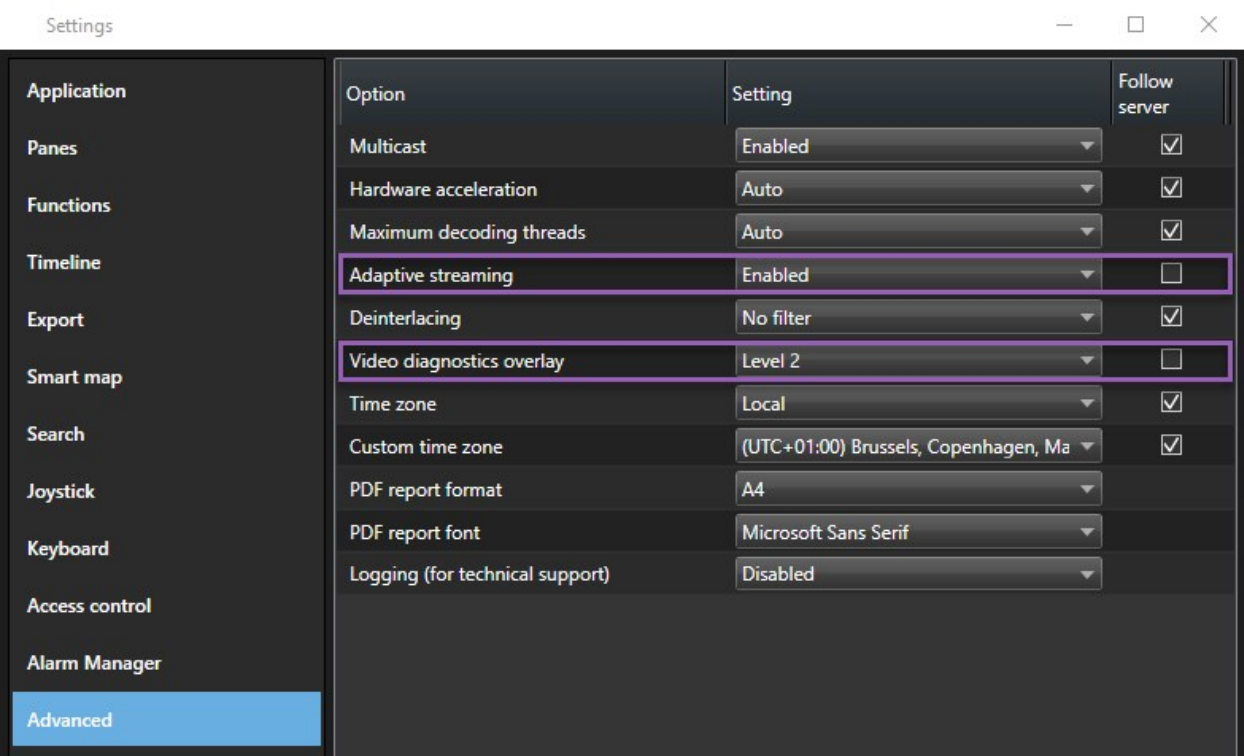 Settings
Application
Panes
Functions
Timeline
Export
Smart map
Search
Joystick
Keyboard
Access control
Alarm Manager
Advanced
Option Setting Follow server
Multicast Enabled
Hardware acceleration Auto
Maximum decoding threads Auto
Adaptive streaming Enabled
Deinterlacing No filter
Video diagnostics overlay Level 2
Time zone Local
Custom time zone (UTC+01:00) Brussels, Copenhagen, Ma
PDF report format A4
PDF report font Microsoft Sans Serif
Logging (for technical support) Disabled